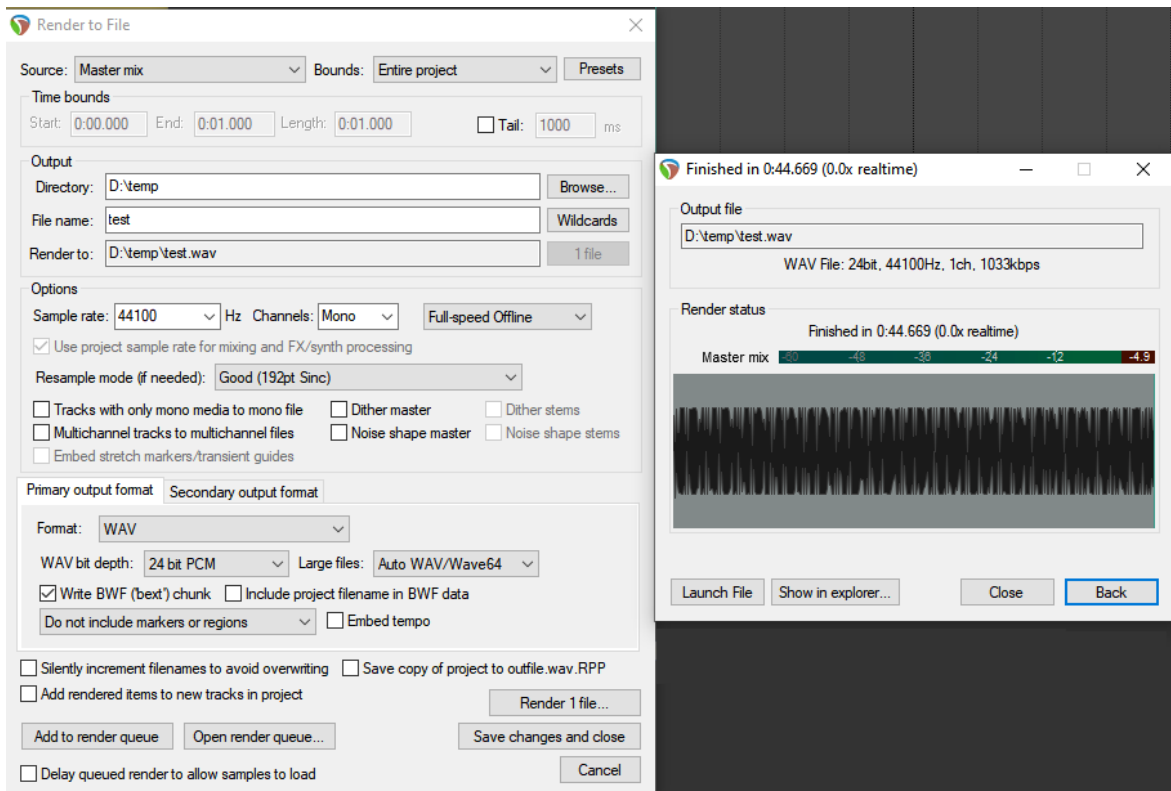 Render to File
Source: Master mix Bounds: Entire project Presets
Time bounds
Start: 0:00.000 End: 0:01.000 Length: 0:01.000 Tail: 1000 ms
Output
Directory: D:\temp Browse...
File name: test Wildcards
Render to: D:\temp\test.wav 1 file
Options
Sample rate: 44100 Hz Channels: Mono Full-speed Offline
Use project sample rate for mixing and FX/synth processing
Resample mode (if needed): Good (192pt Sinc)
Tracks with only mono media to mono file Dither master Dither stems
Multichannel tracks to multichannel files Noise shape master Noise shape stems
Embed stretch markers/transient guides
Primary output format Secondary output format
Format: WAV
WAV bit depth: 24 bit PCM Large files: Auto WAV/Wave64
Write BWF ('bext') chunk Include project filename in BWF data
Do not include markers or regions Embed tempo
Silently increment filenames to avoid overwriting Save copy of project to outfile.wav.RPP
Add rendered items to new tracks in project
Render 1 file...
Add to render queue Open render queue... Save changes and close
Delay queued render to allow samples to load Cancel
Finished in 0:44.669 (0.0x realtime)
Output file
D:\temp\test.wav
WAV File: 24bit, 44100Hz, 1ch, 1033kbps
Render status
Finished in 0:44.669 (0.0x realtime)
Master mix -60 -48 -36 -24 -12 -4.9
Launch File Show in explorer... Close Back